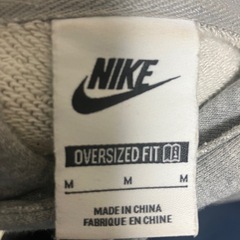 NIKE
OVERSIZED FIT
M M M
MADE IN CHINA
FABRIQUE EN CHINE